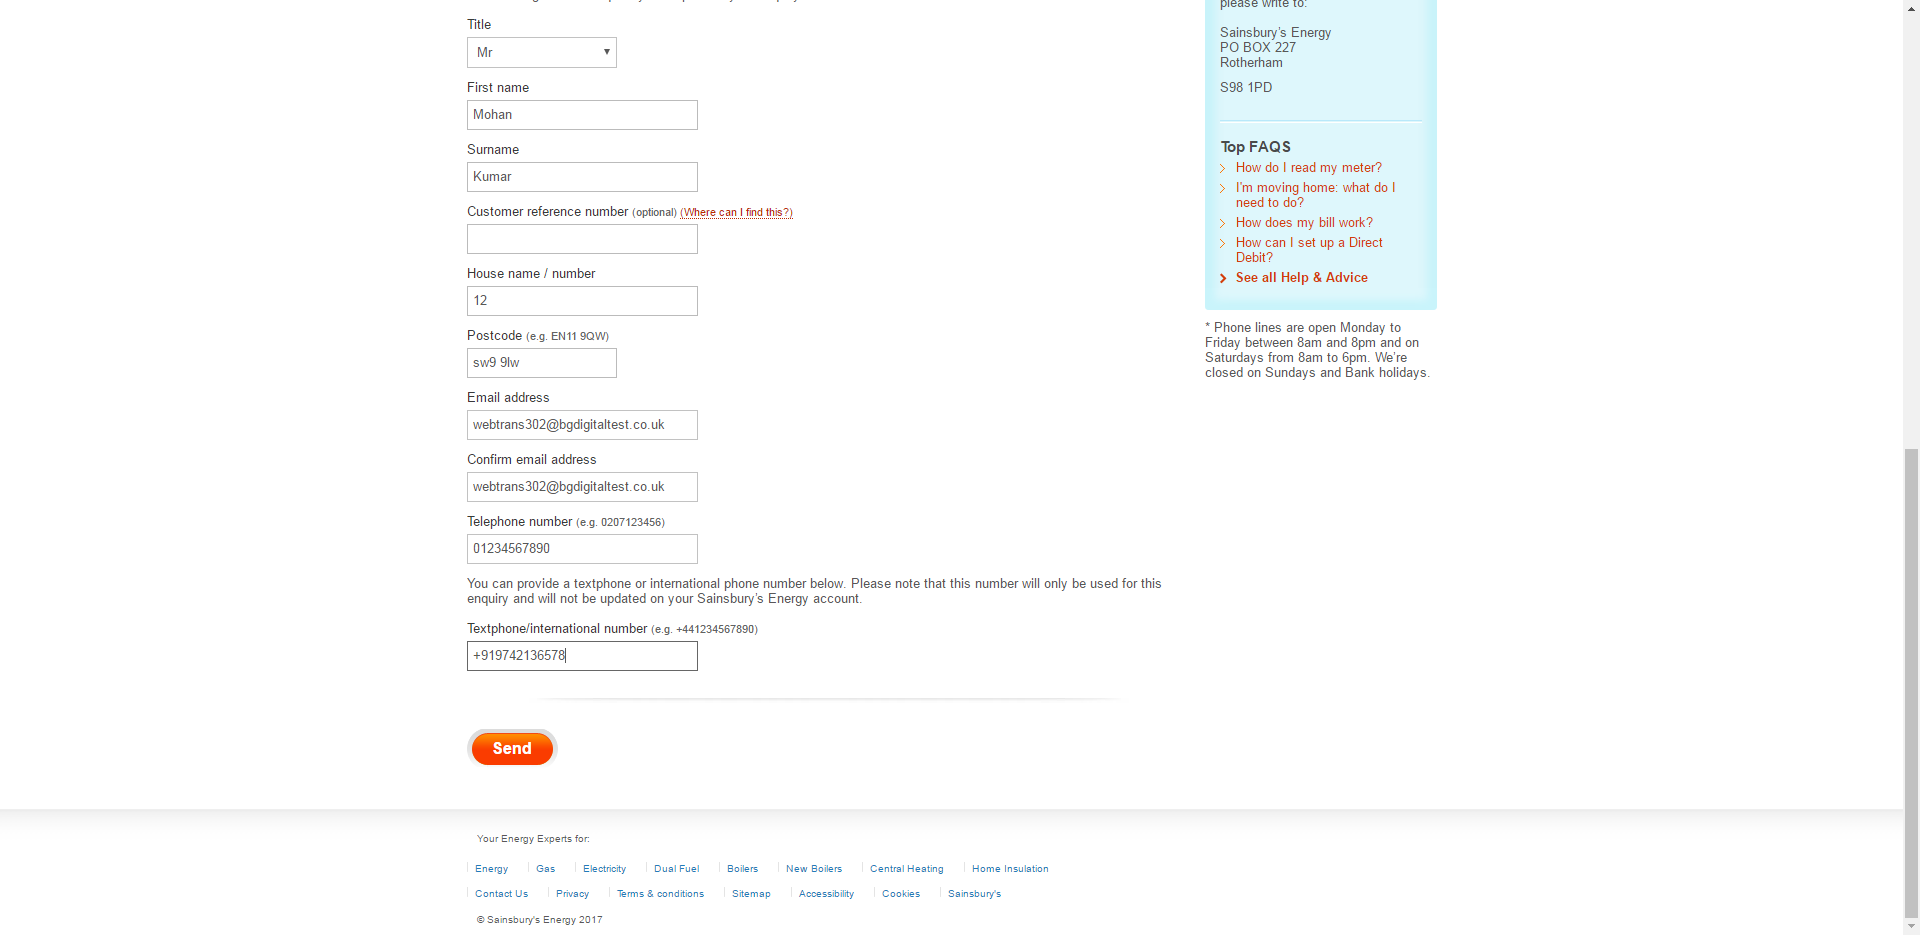 Title
Mr
First name
Mohan
Surname
Kumar
Customer reference number (optional) (Where can I find this?)
House name / number
12
Postcode (e.g. EN11 9QW)
sw9 9lw
Email address
webtrans302@bgdigitaltest.co.uk
Confirm email address
webtrans302@bgdigitaltest.co.uk
Telephone number (e.g. 0207123456)
01234567890
You can provide a textphone or international phone number below. Please note that this number will only be used for this
enquiry and will not be updated on your Sainsbury's Energy account.
Textphone/international number (e.g. +441234567890)
+919742136578
Send
please write to:
Sainsbury's Energy
PO BOX 227
Rotherham
S98 1PD
Top FAQS
How do I read my meter?
I'm moving home: what do I
need to do?
How does my bill work?
How can I set up a Direct
Debit?
See all Help & Advice
* Phone lines are open Monday to
Friday between 8am and 8pm and on
Saturdays from 8am to 6pm. We're
closed on Sundays and Bank holidays.
Your Energy Experts for:
Energy Gas Electricity Dual Fuel Boilers New Boilers Central Heating Home Insulation
Contact Us Privacy Terms & conditions Sitemap Accessibility Cookies Sainsbury's
© Sainsbury's Energy 2017